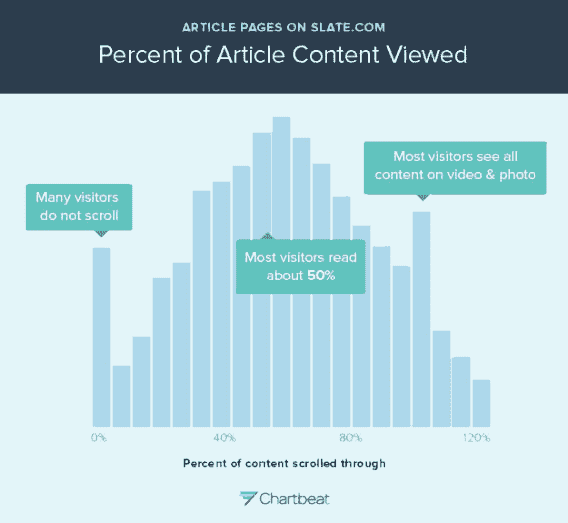 ARTICLE PAGES ON SLATE.COM
Percent of Article Content Viewed
Most visitors see all
content on video & photo
Many visitors
do not scroll
Most visitors read
about 50%
0%
40%
80%
120%
Percent of content scrolled through
Chartbeat